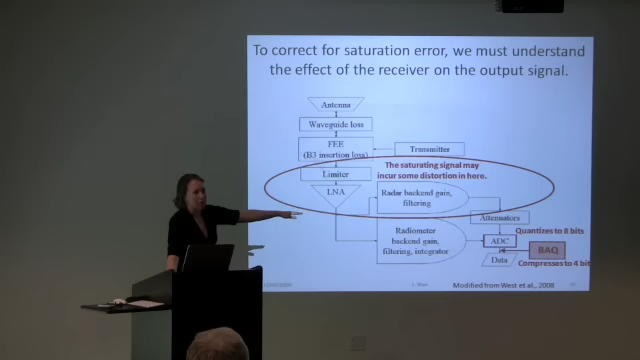 To correct for saturation error, we must understand
the effect of the receiver on the output signal.
Antenna
Waveguide loss
FEE
(B3 insertion loss)
Transmitter
The saturating signal may
incur some distortion in here.
Limiter
LNA
Radar backend gain,
filtering
Attenuators
Quantizes to 8 bits
Radiometer
backend gain,
filtering, integrator
ADC
BAQ
Data
Compresses to 4 bit
Modified from West et al., 2008